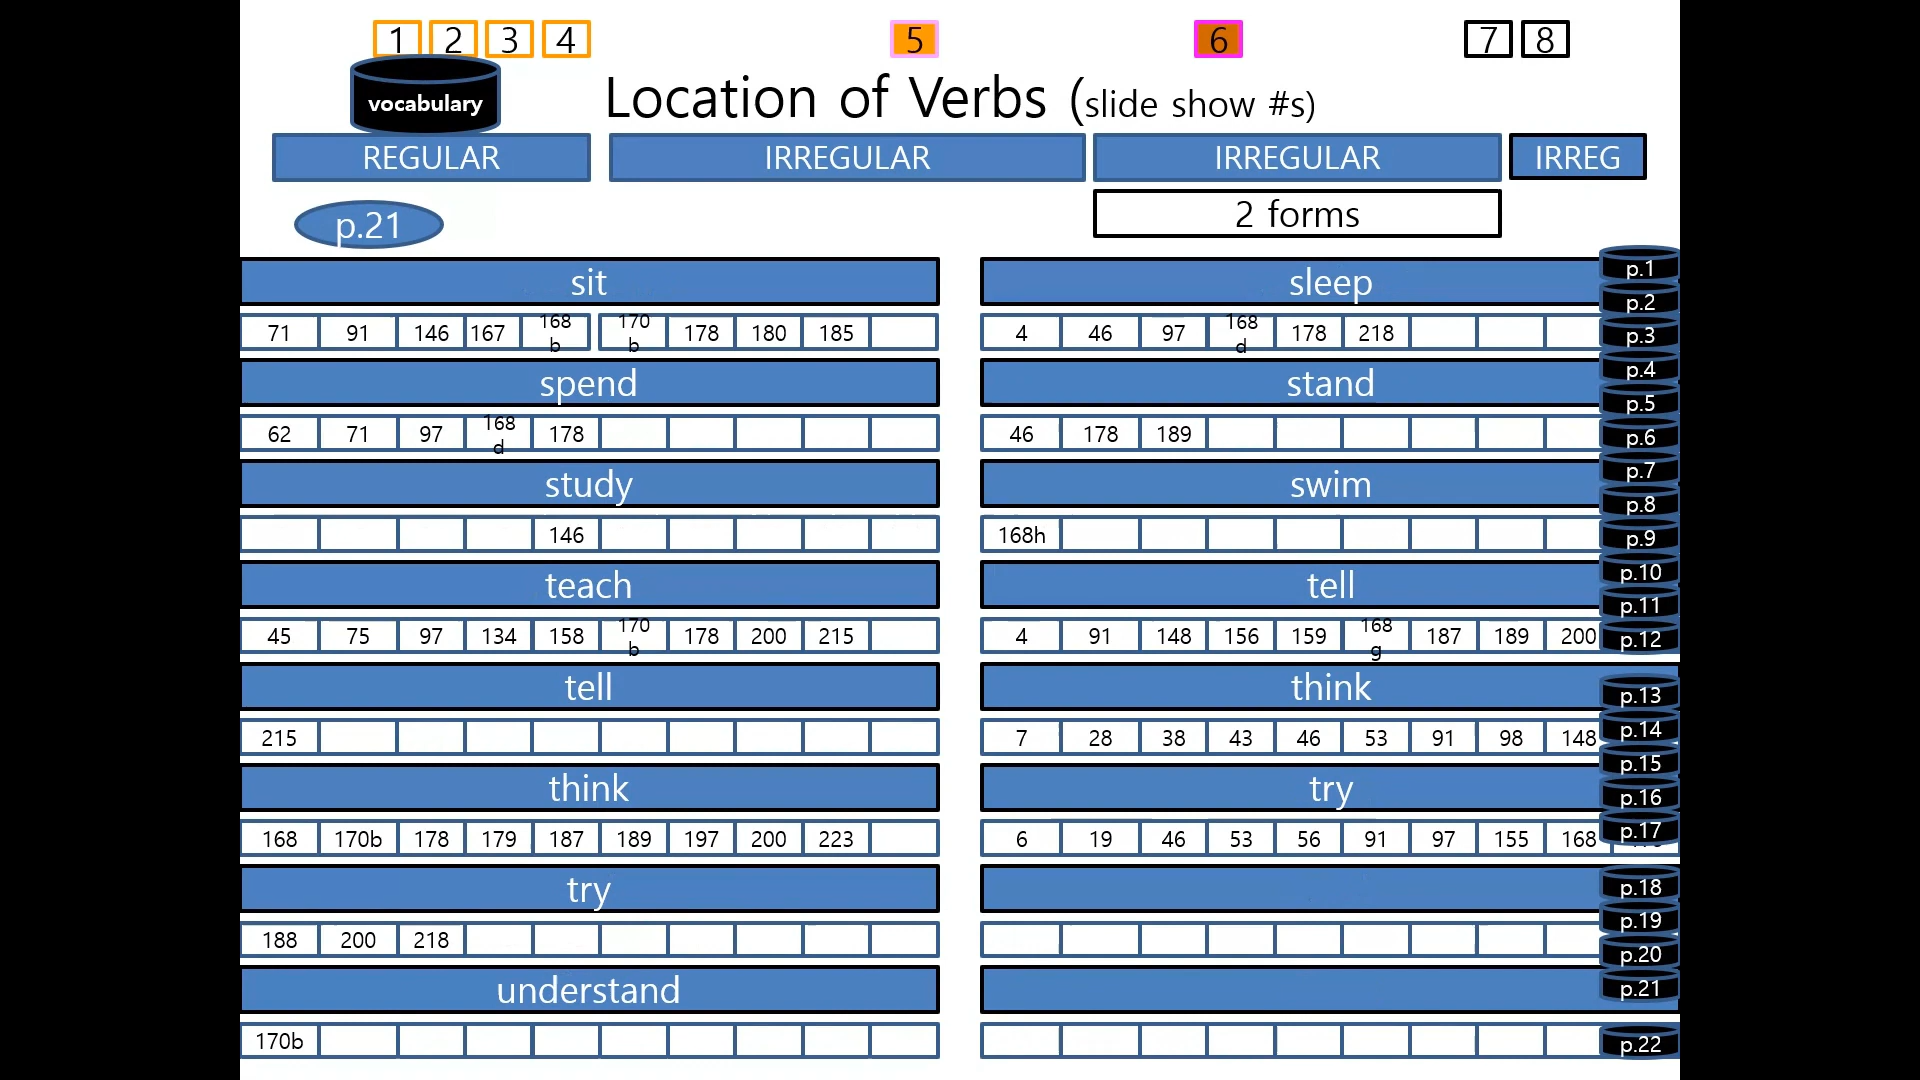 1 2 3 4 5 6 7 8
vocabulary
Location of Verbs (slide show #s)
REGULAR IRREGULAR IRREGULAR IRREG
p.21
2 forms
sit
71 91 146 167 168b 170b 178 180 185
sleep
4 46 97 168d 178 218
spend
62 71 97 168d 178
stand
46 178 189
study
146
swim
168h
teach
45 75 97 134 158 170b 178 200 215
tell
4 91 148 156 159 168g 187 189 200
tell
215
think
7 28 38 43 46 53 91 98 148
think
168 170b 178 179 187 189 197 200 223
try
6 19 46 53 56 91 97 155 168
try
188 200 218
understand
170b
p.1
p.2
p.3
p.4
p.5
p.6
p.7
p.8
p.9
p.10
p.11
p.12
p.13
p.14
p.15
p.16
p.17
p.18
p.19
p.20
p.21
p.22